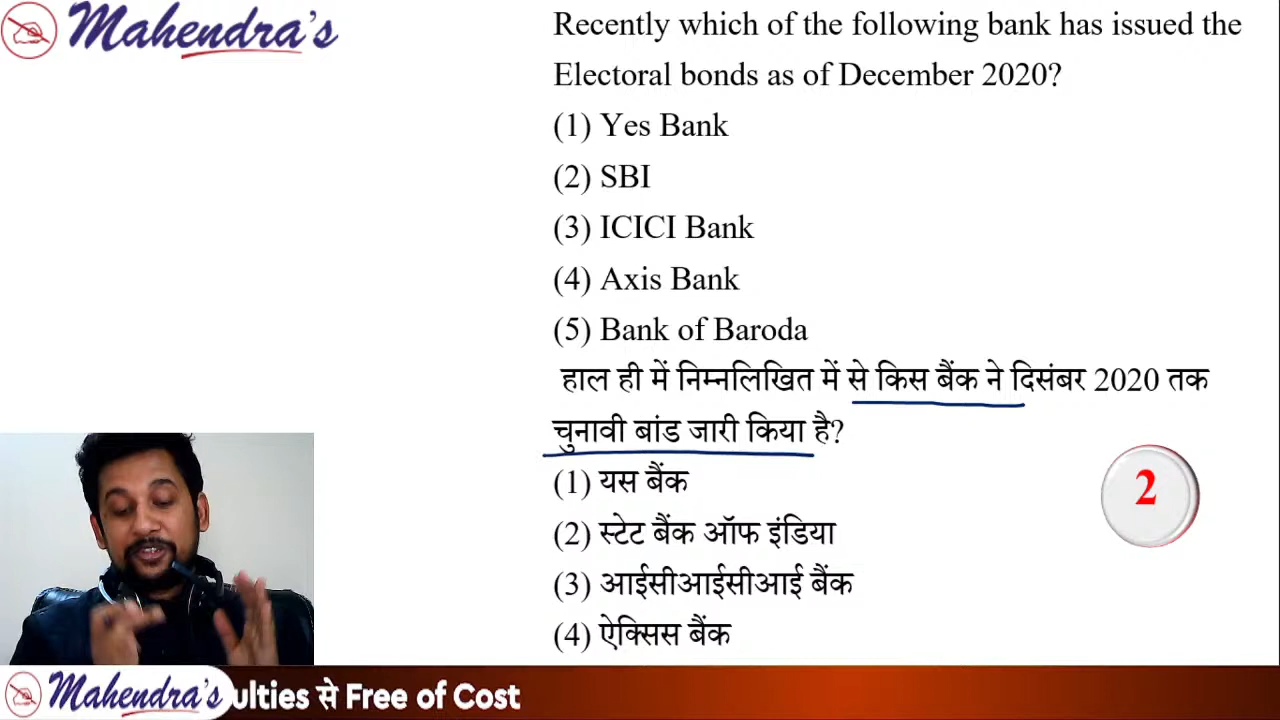 Mahendra's
Recently which of the following bank has issued the
Electoral bonds as of December 2020?
(1) Yes Bank
(2) SBI
(3) ICICI Bank
(4) Axis Bank
(5) Bank of Baroda
हाल ही में निम्नलिखित में से किस बैंक ने दिसंबर 2020 तक
चुनावी बांड जारी किया है?
(1) यस बैंक
(2) स्टेट बैंक ऑफ इंडिया
(3) आईसीआईसीआई बैंक
(4) ऐक्सिस बैंक
2
Mahendra's ulties से Free of Cost